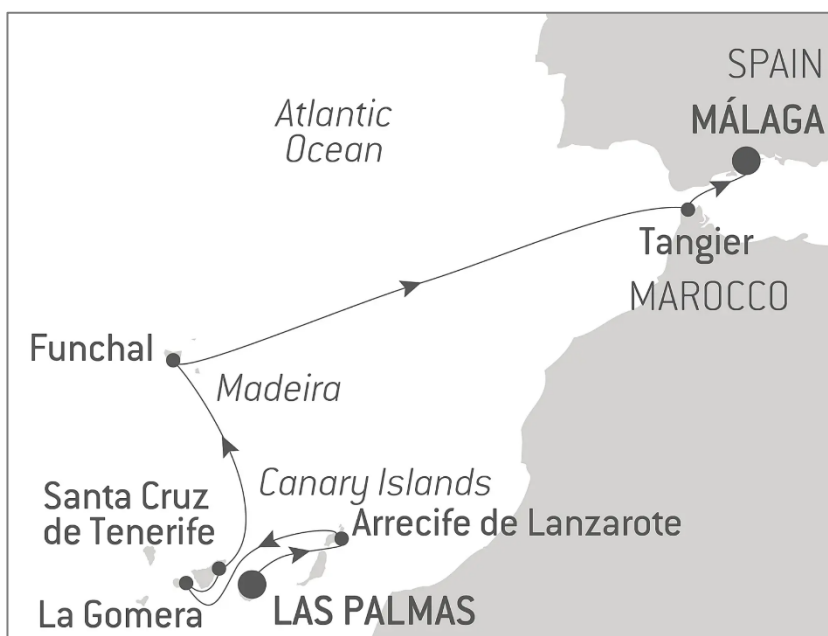 SPAIN
MÁLAGA
Atlantic
Ocean
Tangier
MAROCCO
Funchal
Madeira
Canary Islands
Santa Cruz
de Tenerife
Arrecife de Lanzarote
La Gomera
LAS PALMAS